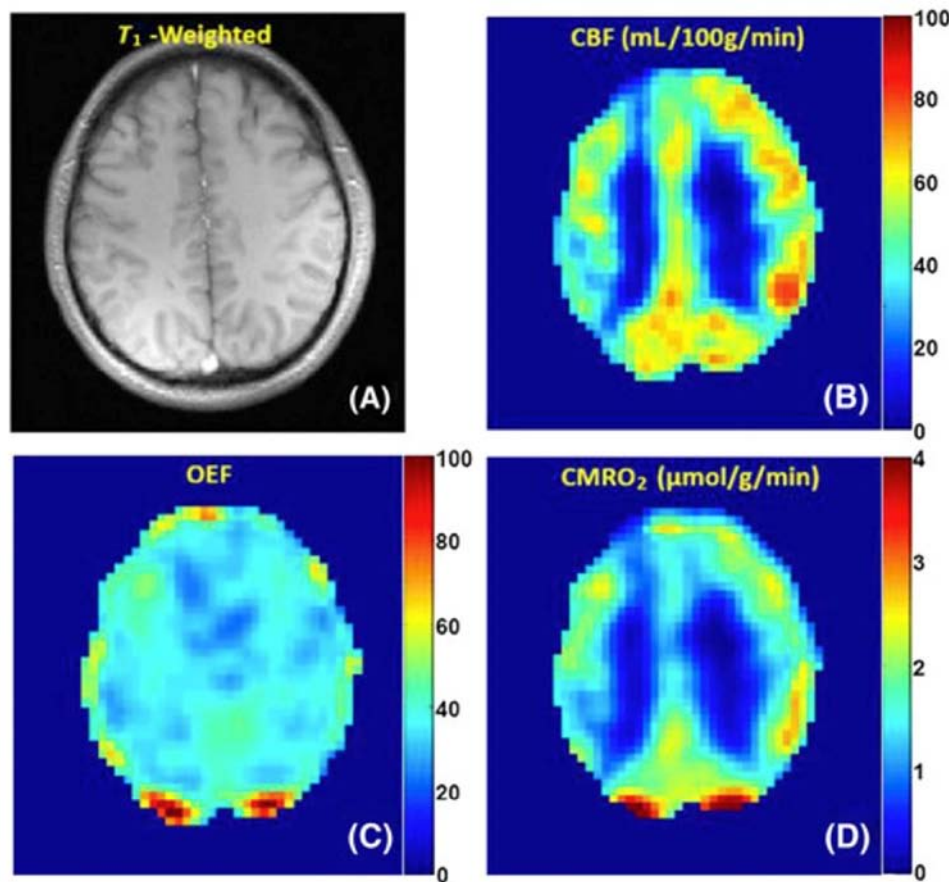 T₁ -Weighted
(A)
CBF (mL/100g/min)
100
80
60
40
20
0
(B)
OEF
100
80
60
40
20
0
(C)
CMRO₂ (µmol/g/min)
4
3
2
1
0
(D)